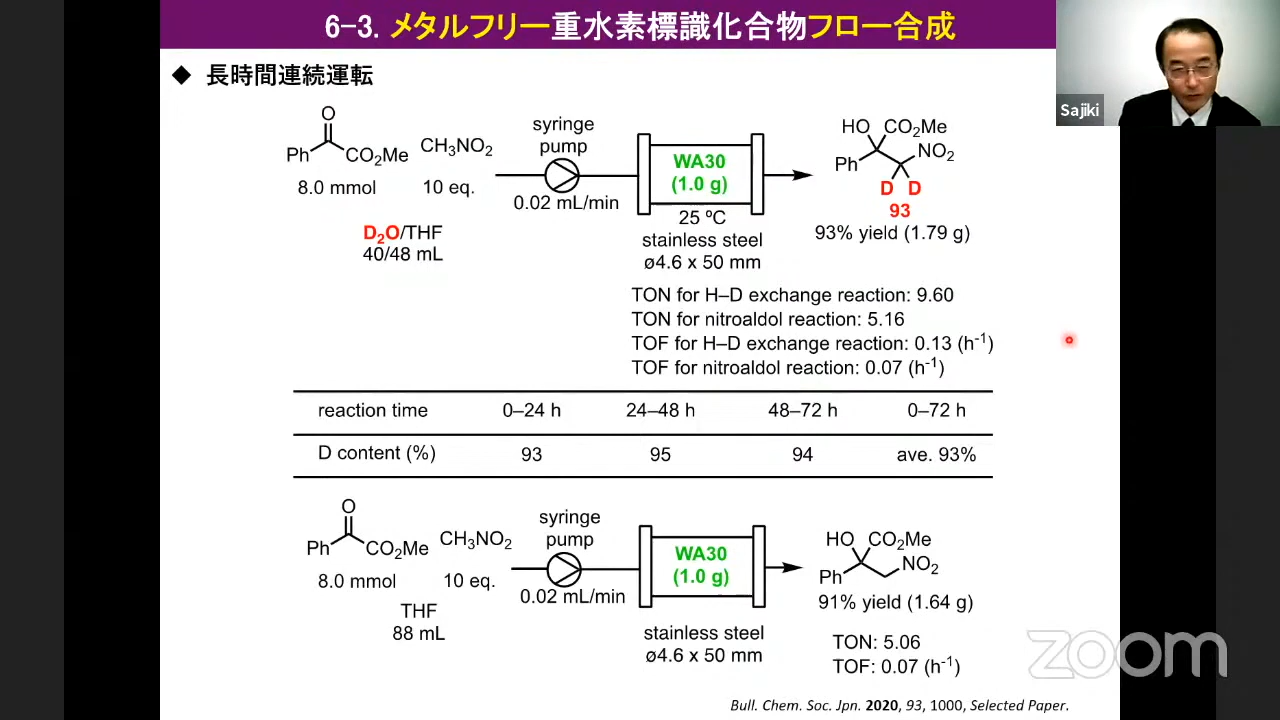 6-3. メタルフリー重水素標識化合物フロー合成
Sajiki
◆ 長時間連続運転
O
Ph
CO₂Me
8.0 mmol
CH₃NO₂
10 eq.
D₂O/THF
40/48 mL
syringe
pump
0.02 mL/min
WA30
(1.0 g)
25 ºC
stainless steel
ø4.6 x 50 mm
HO
CO₂Me
NO₂
Ph
D D
93
93% yield (1.79 g)
TON for H–D exchange reaction: 9.60
TON for nitroaldol reaction: 5.16
TOF for H–D exchange reaction: 0.13 (h⁻¹)
TOF for nitroaldol reaction: 0.07 (h⁻¹)
reaction time 0–24 h 24–48 h 48–72 h 0–72 h
D content (%) 93 95 94 ave. 93%
O
Ph
CO₂Me
8.0 mmol
CH₃NO₂
10 eq.
THF
88 mL
syringe
pump
0.02 mL/min
WA30
(1.0 g)
stainless steel
ø4.6 x 50 mm
HO
CO₂Me
NO₂
Ph
91% yield (1.64 g)
TON: 5.06
TOF: 0.07 (h⁻¹)
zoom
Bull. Chem. Soc. Jpn. 2020, 93, 1000, Selected Paper.